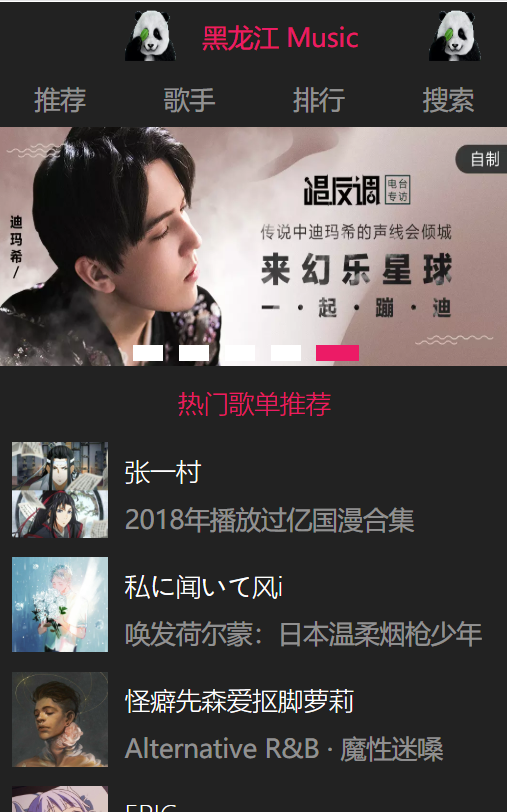 黑龙江 Music
推荐 歌手 排行 搜索
自制
唱反调 电台专访
迪玛希/
传说中迪玛希的声线会倾城
来幻乐星球
一·起·蹦·迪
热门歌单推荐
张一村
2018年播放过亿国漫合集
私に闻いて风i
唤发荷尔蒙：日本温柔烟枪少年
怪癖先森爱抠脚萝莉
Alternative R&B · 魔性迷嗓
EPIC